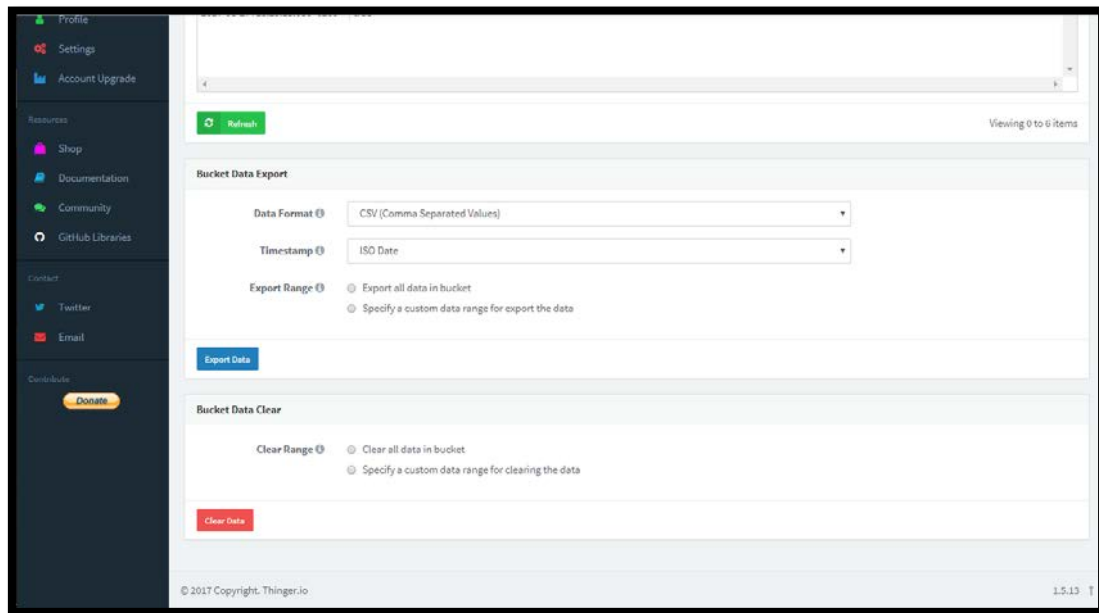 Profile
Settings
Account Upgrade
Resources
Shop
Documentation
Community
GitHub Libraries
Contact
Twitter
Email
Contribute
Donate
Refresh
Viewing 0 to 6 items
Bucket Data Export
Data Format
CSV (Comma Separated Values)
Timestamp
ISO Date
Export Range
Export all data in bucket
Specify a custom data range for export the data
Export Data
Bucket Data Clear
Clear Range
Clear all data in bucket
Specify a custom data range for clearing the data
Clear Data
© 2017 Copyright. Thinger.io
1.5.13